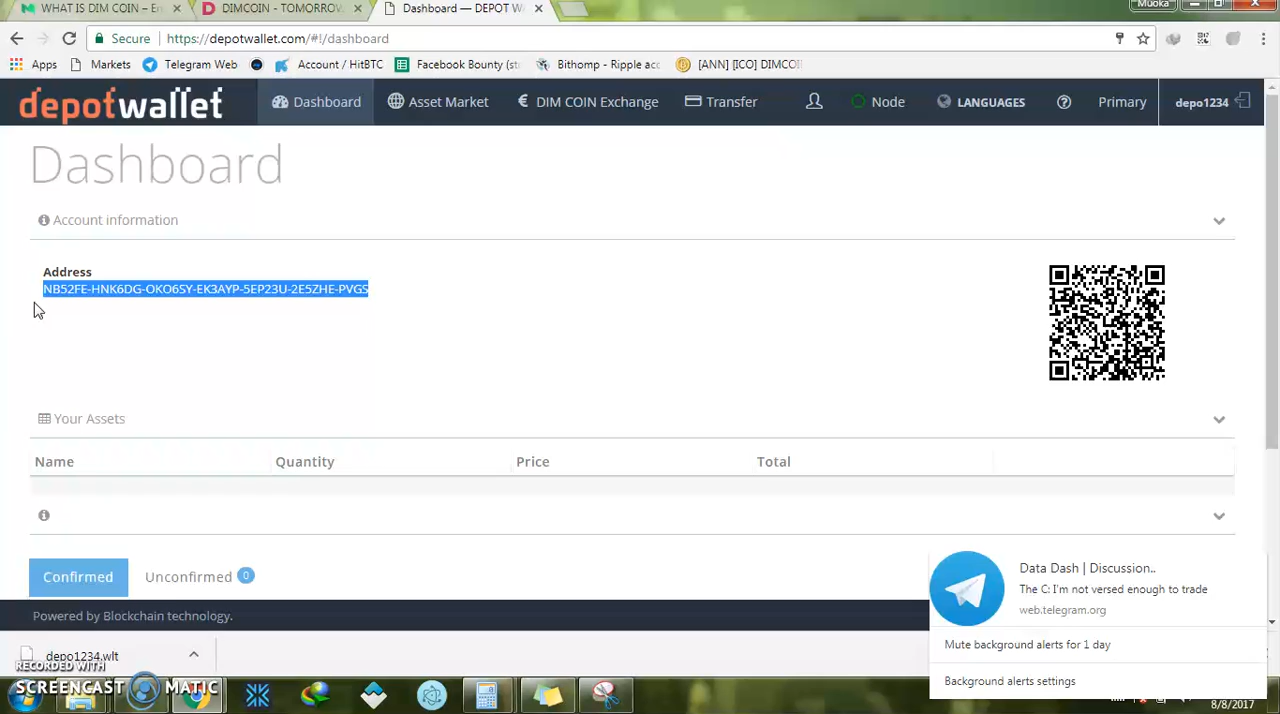 WHAT IS DIM COIN – En
DIMCOIN - TOMORROW
Dashboard — DEPOT W
Muoka
Secure https://depotwallet.com/#!/dashboard
Apps Markets Telegram Web Account / HitBTC Facebook Bounty (st Bithomp - Ripple acc [ANN] [ICO] DIMCOI
depotwallet Dashboard Asset Market € DIM COIN Exchange Transfer Node LANGUAGES Primary depo1234
Dashboard
Account information
Address
NB52FE-HNK6DG-OKO6SY-EK3AYP-5EP23U-2E5ZHE-PVGS
Your Assets
Name Quantity Price Total
Confirmed Unconfirmed 0
Powered by Blockchain technology.
Data Dash | Discussion..
The C: I'm not versed enough to trade
web.telegram.org
Mute background alerts for 1 day
Background alerts settings
depo1234.wlt
RECORDED WITH
SCREENCAST MATIC
8/8/2017